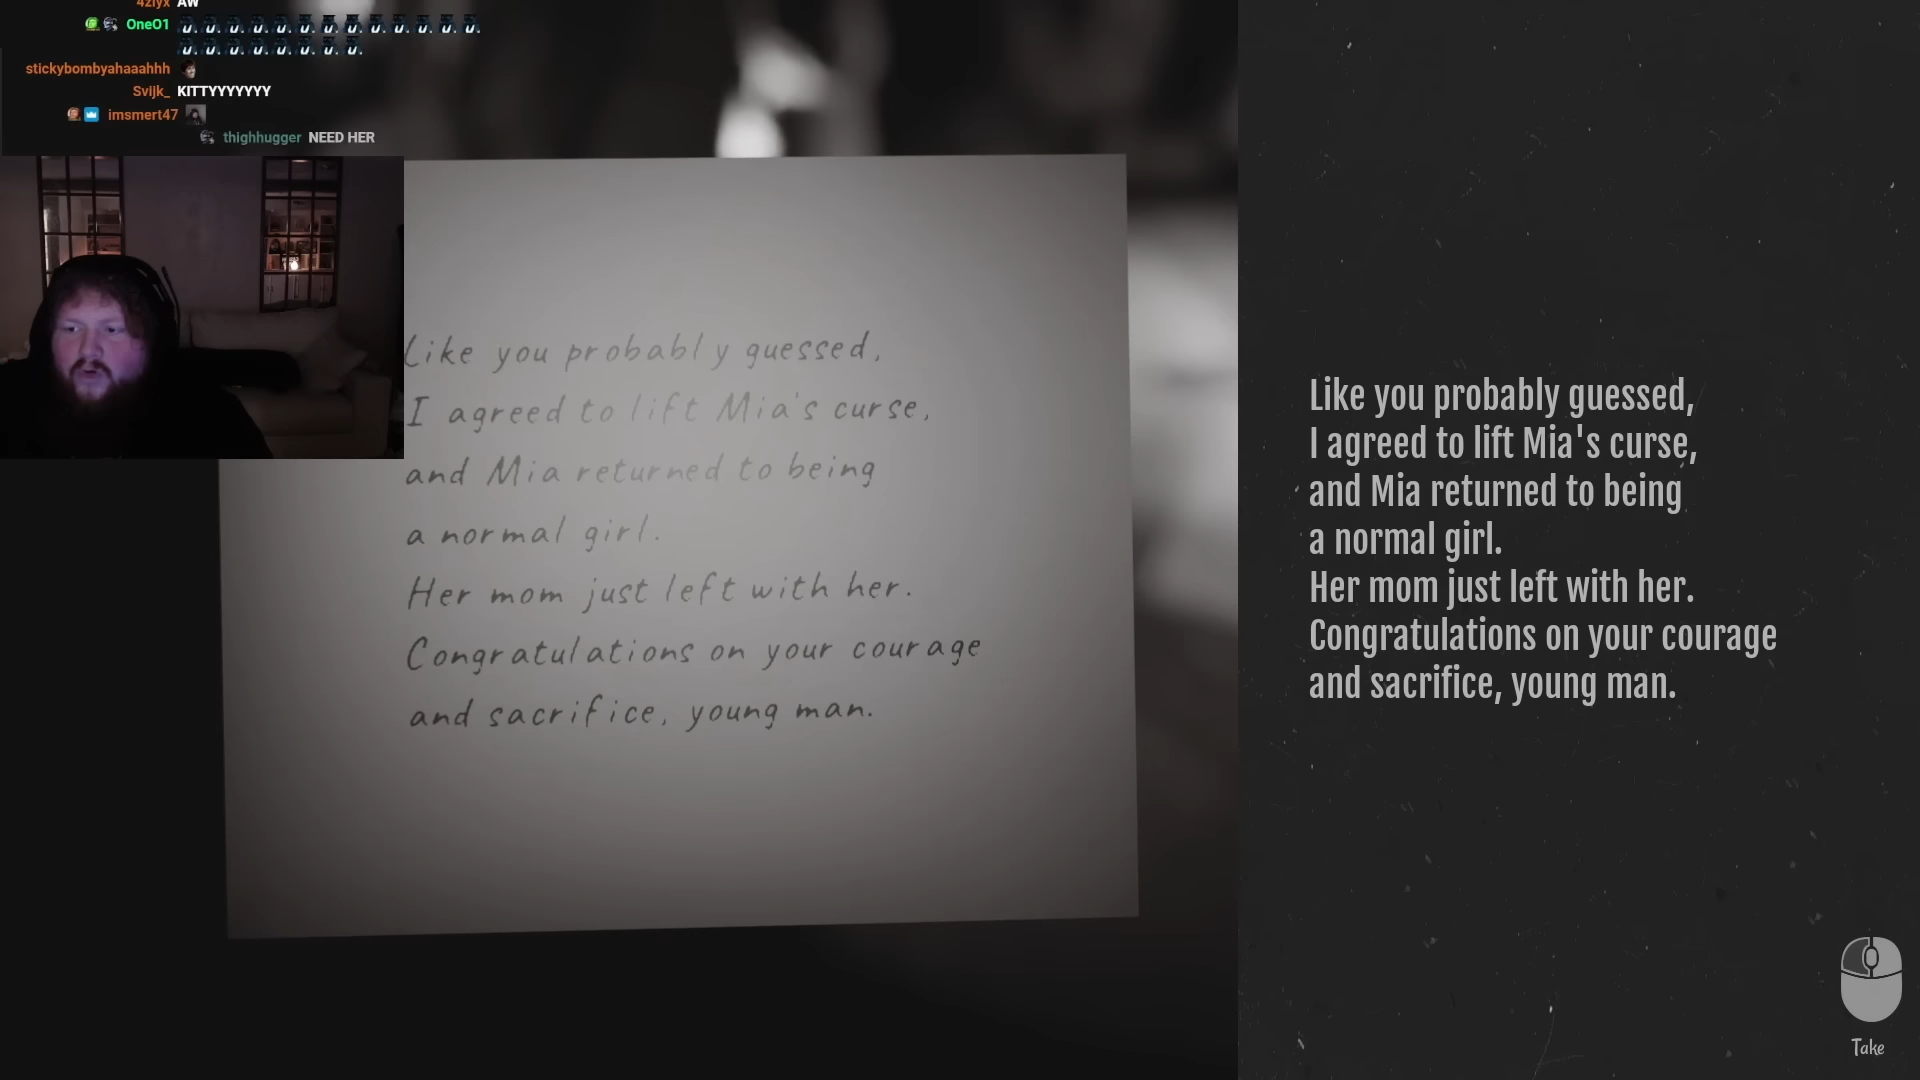 4zlyx AW
OneO1
stickybombyahaaahhh
Svijk_ KITTYYYYYYY
imsmert47
thighhugger NEED HER
Like you probably guessed,
I agreed to lift Mia's curse,
and Mia returned to being
a normal girl.
Her mom just left with her.
Congratulations on your courage
and sacrifice, young man.
Like you probably guessed,
I agreed to lift Mia's curse,
and Mia returned to being
a normal girl.
Her mom just left with her.
Congratulations on your courage
and sacrifice, young man.
Take